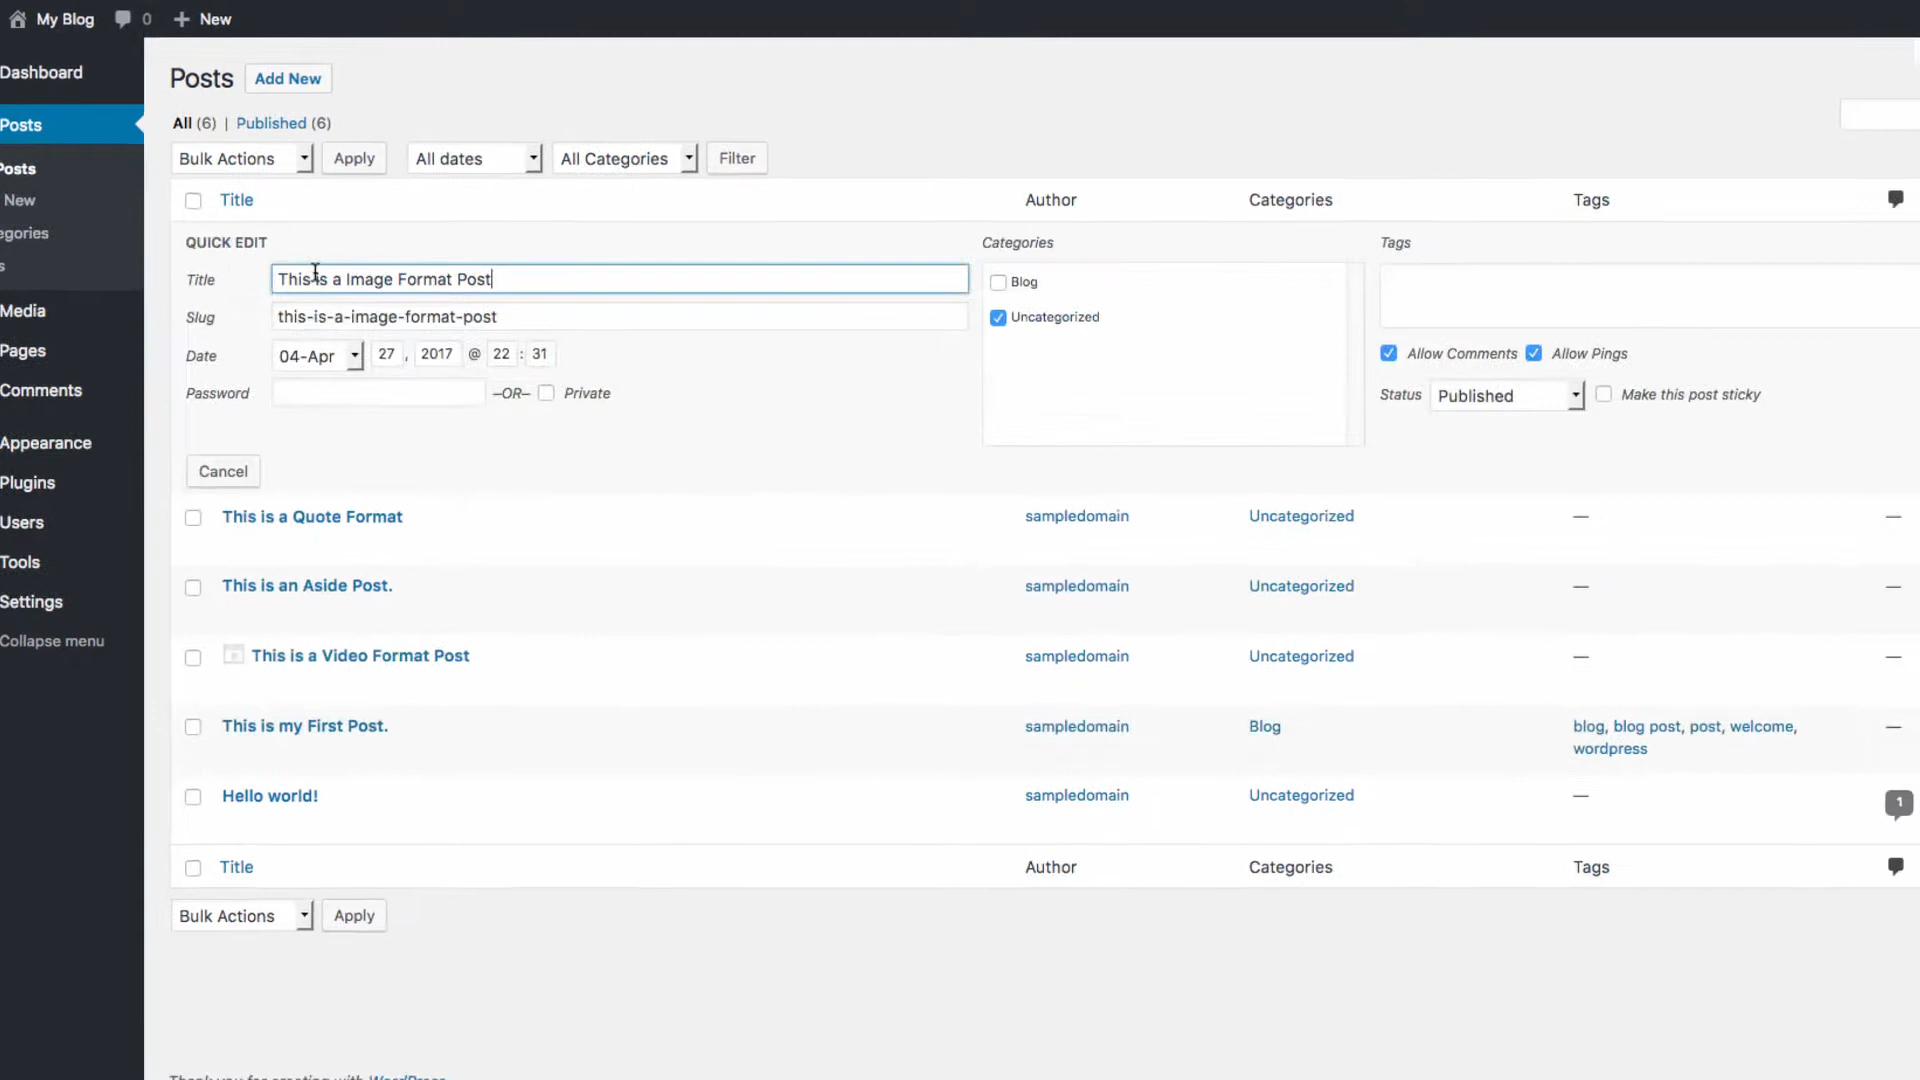 My Blog 0 New
Dashboard
Posts
Posts
New
egories
s
Media
Pages
Comments
Appearance
Plugins
Users
Tools
Settings
Collapse menu
Posts Add New
All (6) | Published (6)
Bulk Actions Apply All dates All Categories Filter
Title Author Categories Tags
QUICK EDIT Categories Tags
Title This is a Image Format Post Blog
Slug this-is-a-image-format-post Uncategorized
Date 04-Apr 27 , 2017 @ 22 : 31 Allow Comments Allow Pings
Password –OR– Private Status Published Make this post sticky
Cancel
This is a Quote Format sampledomain Uncategorized — —
This is an Aside Post. sampledomain Uncategorized — —
This is a Video Format Post sampledomain Uncategorized — —
This is my First Post. sampledomain Blog blog, blog post, post, welcome, —
wordpress
Hello world! sampledomain Uncategorized — 1
Title Author Categories Tags
Bulk Actions Apply
Thank you for creating with WordPress